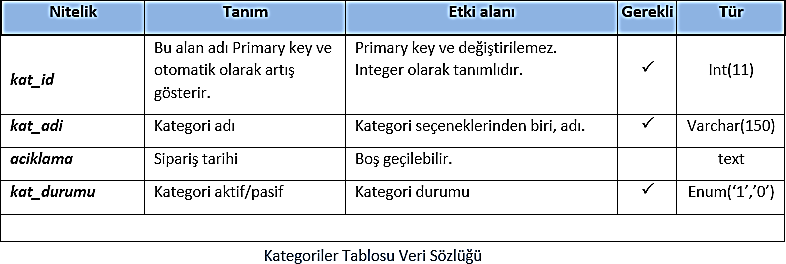 Nitelik Tanım Etki alanı Gerekli Tür
kat_id Bu alan adı Primary key ve otomatik olarak artış gösterir. Primary key ve değiştirilemez. Integer olarak tanımlıdır. ✓ Int(11)
kat_adi Kategori adı Kategori seçeneklerinden biri, adı. ✓ Varchar(150)
aciklama Sipariş tarihi Boş geçilebilir. text
kat_durumu Kategori aktif/pasif Kategori durumu ✓ Enum(‘1’,’0’)
Kategoriler Tablosu Veri Sözlüğü